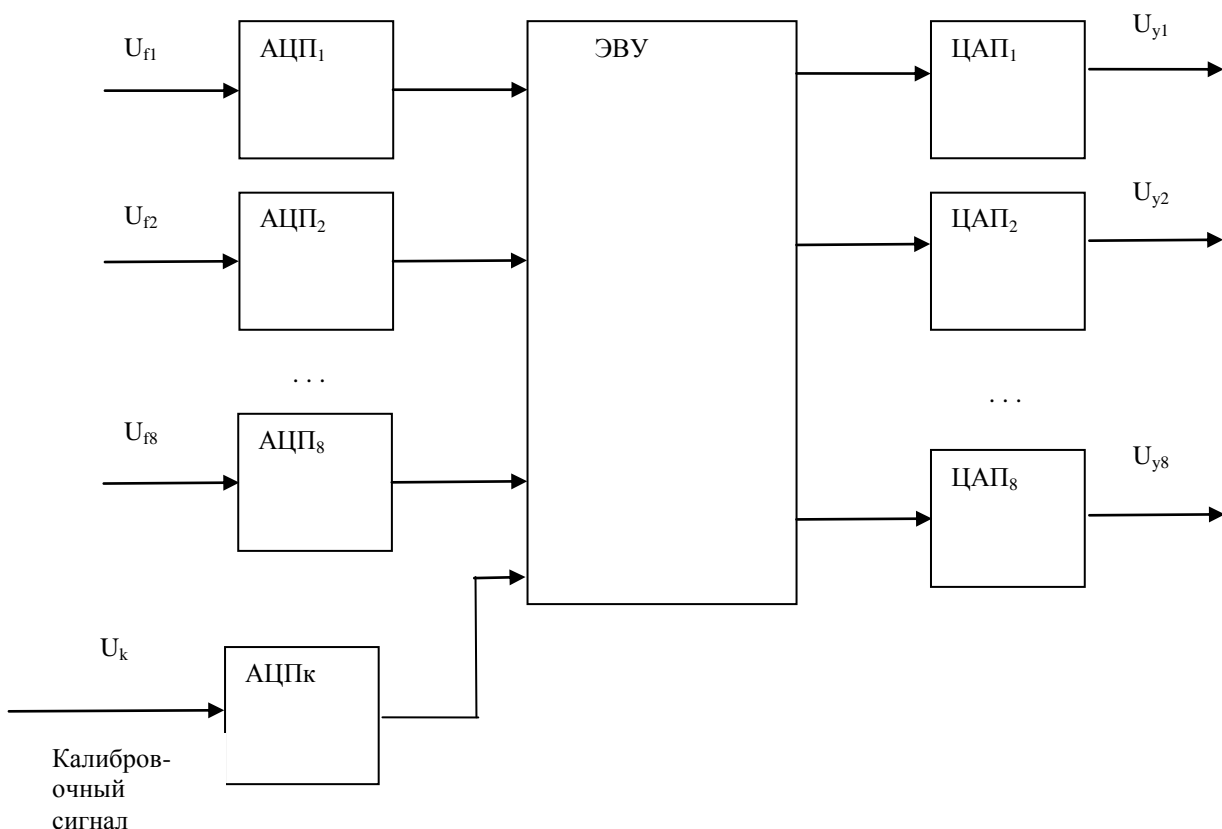 U_f1
АЦП_1
ЭВУ
ЦАП_1
U_y1
U_f2
АЦП_2
ЦАП_2
U_y2
. . .
. . .
U_f8
АЦП_8
ЦАП_8
U_y8
U_k
АЦПк
Калибров-
очный
сигнал